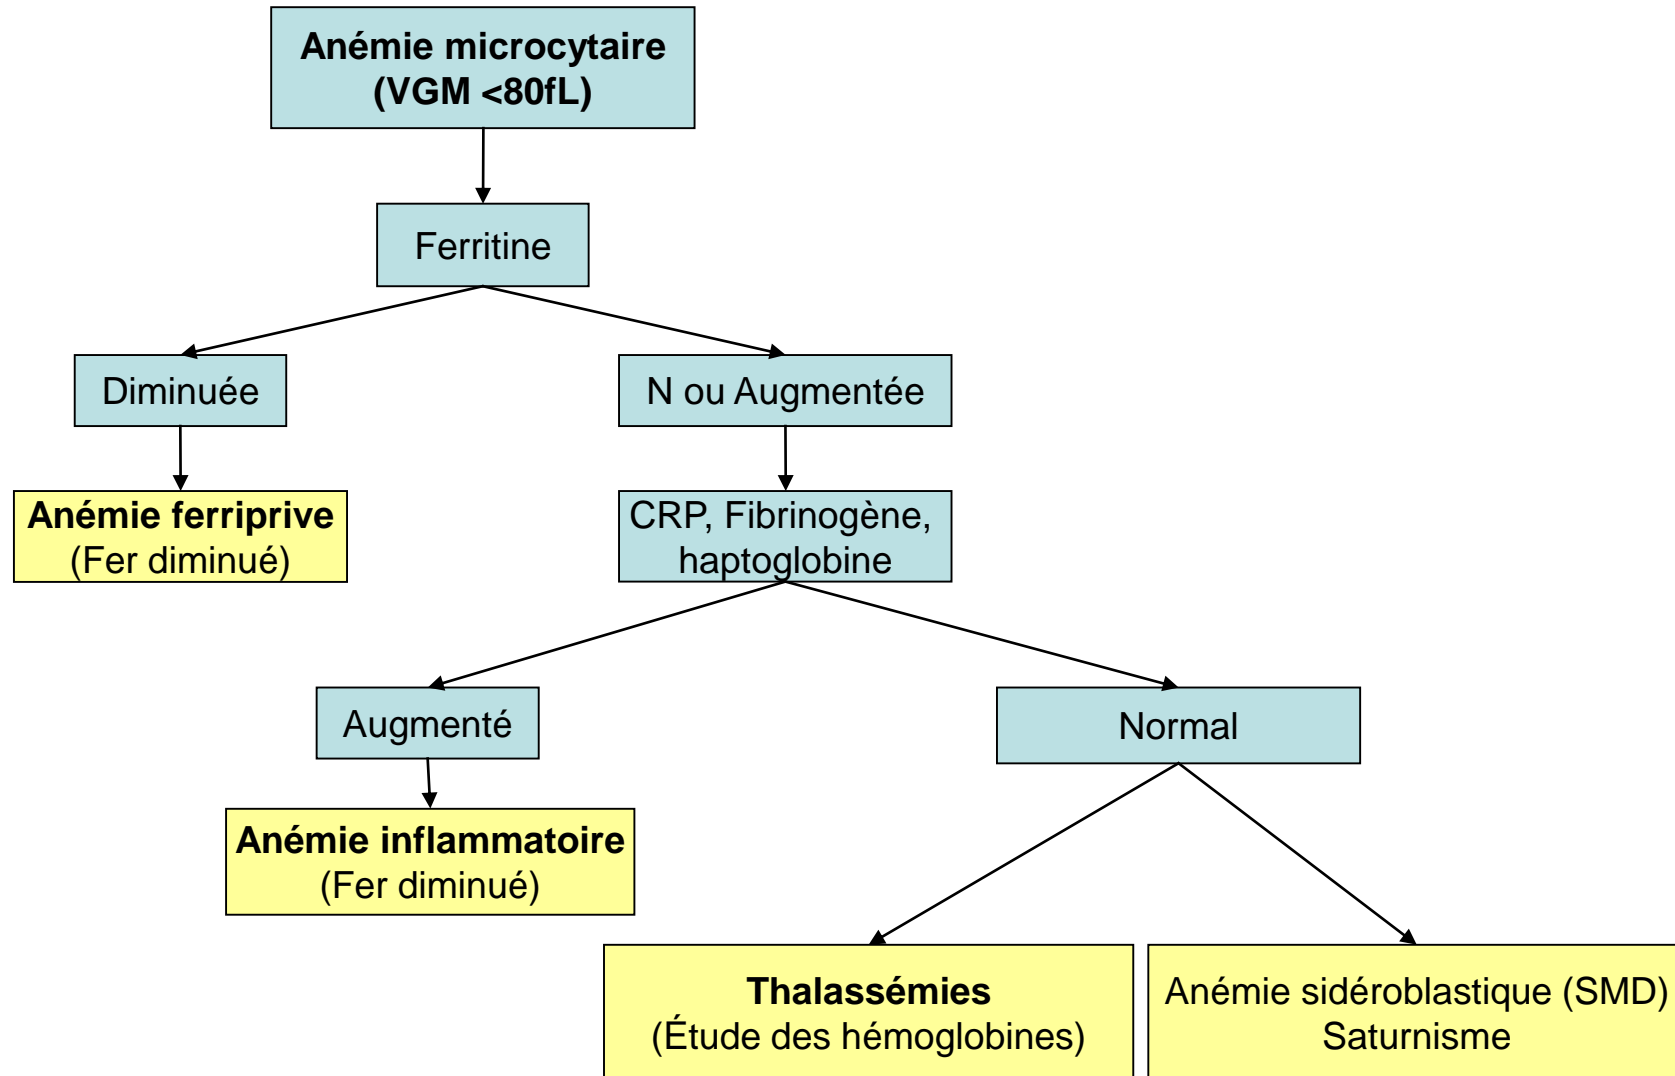 Anémie microcytaire
(VGM <80fL)
Ferritine
Diminuée
N ou Augmentée
Anémie ferriprive
(Fer diminué)
CRP, Fibrinogène,
haptoglobine
Augmenté
Normal
Anémie inflammatoire
(Fer diminué)
Thalassémies
(Étude des hémoglobines)
Anémie sidéroblastique (SMD)
Saturnisme